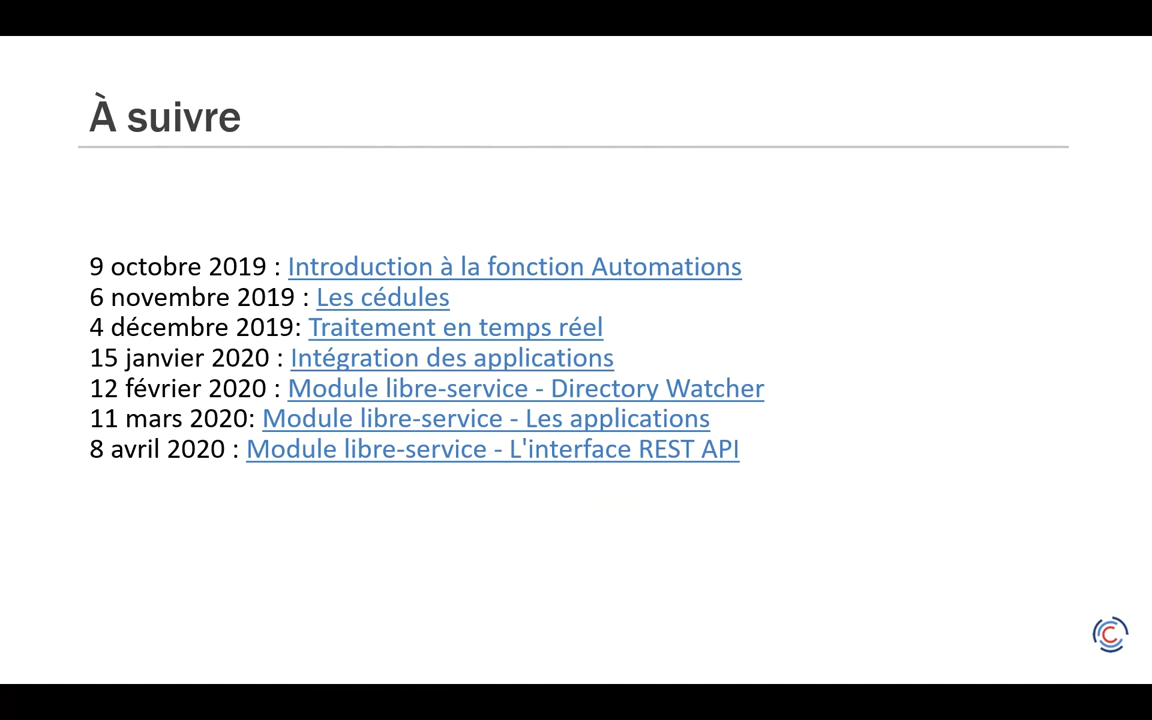 À suivre
9 octobre 2019 : Introduction à la fonction Automations
6 novembre 2019 : Les cédules
4 décembre 2019: Traitement en temps réel
15 janvier 2020 : Intégration des applications
12 février 2020 : Module libre-service - Directory Watcher
11 mars 2020: Module libre-service - Les applications
8 avril 2020 : Module libre-service - L'interface REST API